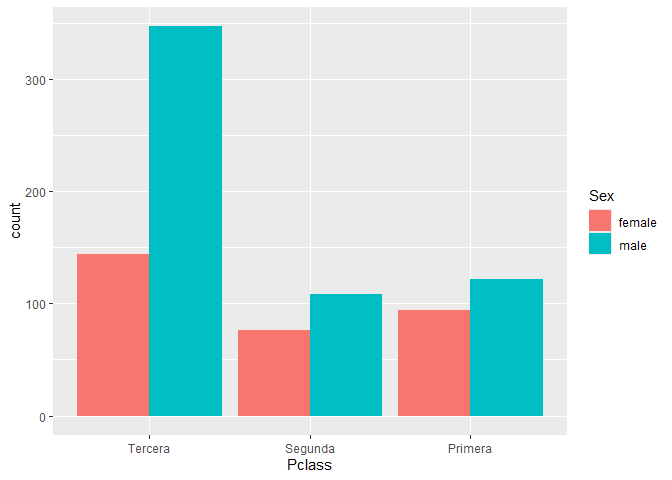 300
200
100
0
count
Tercera
Segunda
Primera
Pclass
Sex
female
male